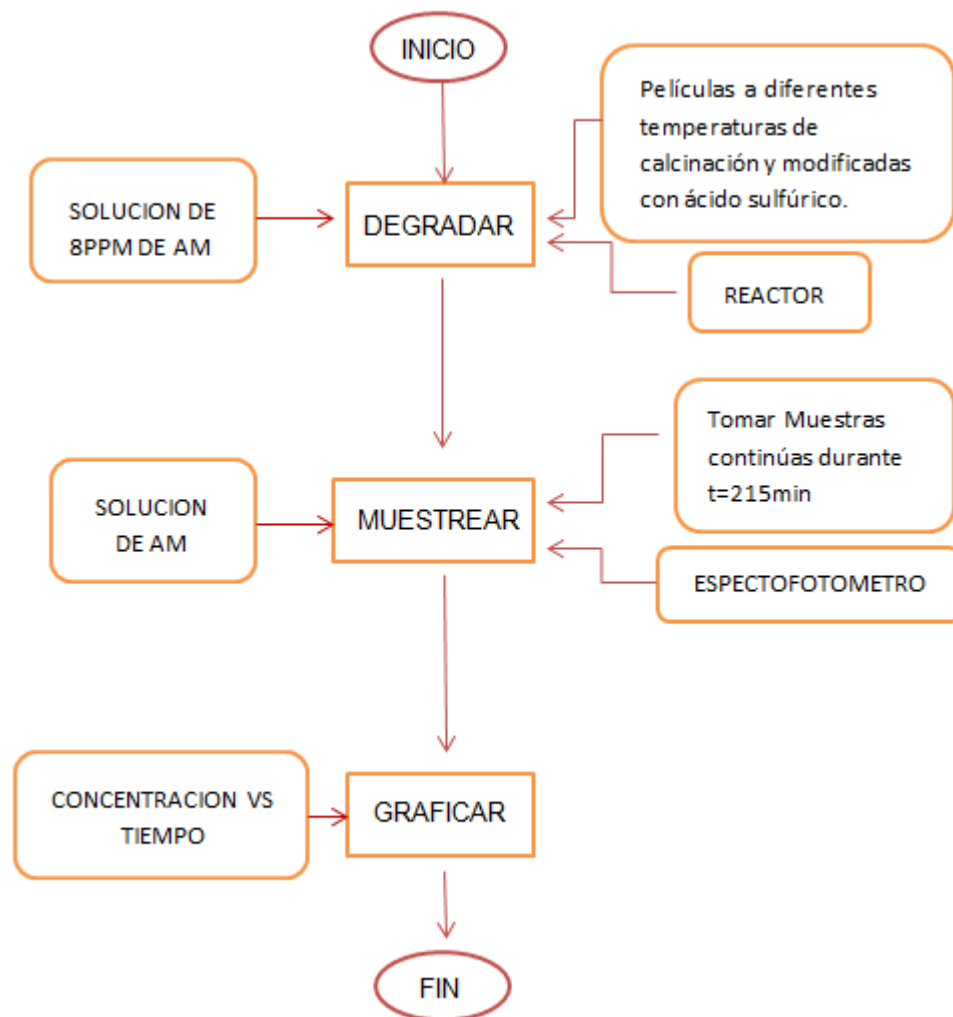 INICIO
Películas a diferentes
temperaturas de
calcinación y modificadas
con ácido sulfúrico.
SOLUCION DE
8PPM DE AM
DEGRADAR
REACTOR
Tomar Muestras
continúas durante
t=215min
SOLUCION
DE AM
MUESTREAR
ESPECTOFOTOMETRO
CONCENTRACION VS
TIEMPO
GRAFICAR
FIN